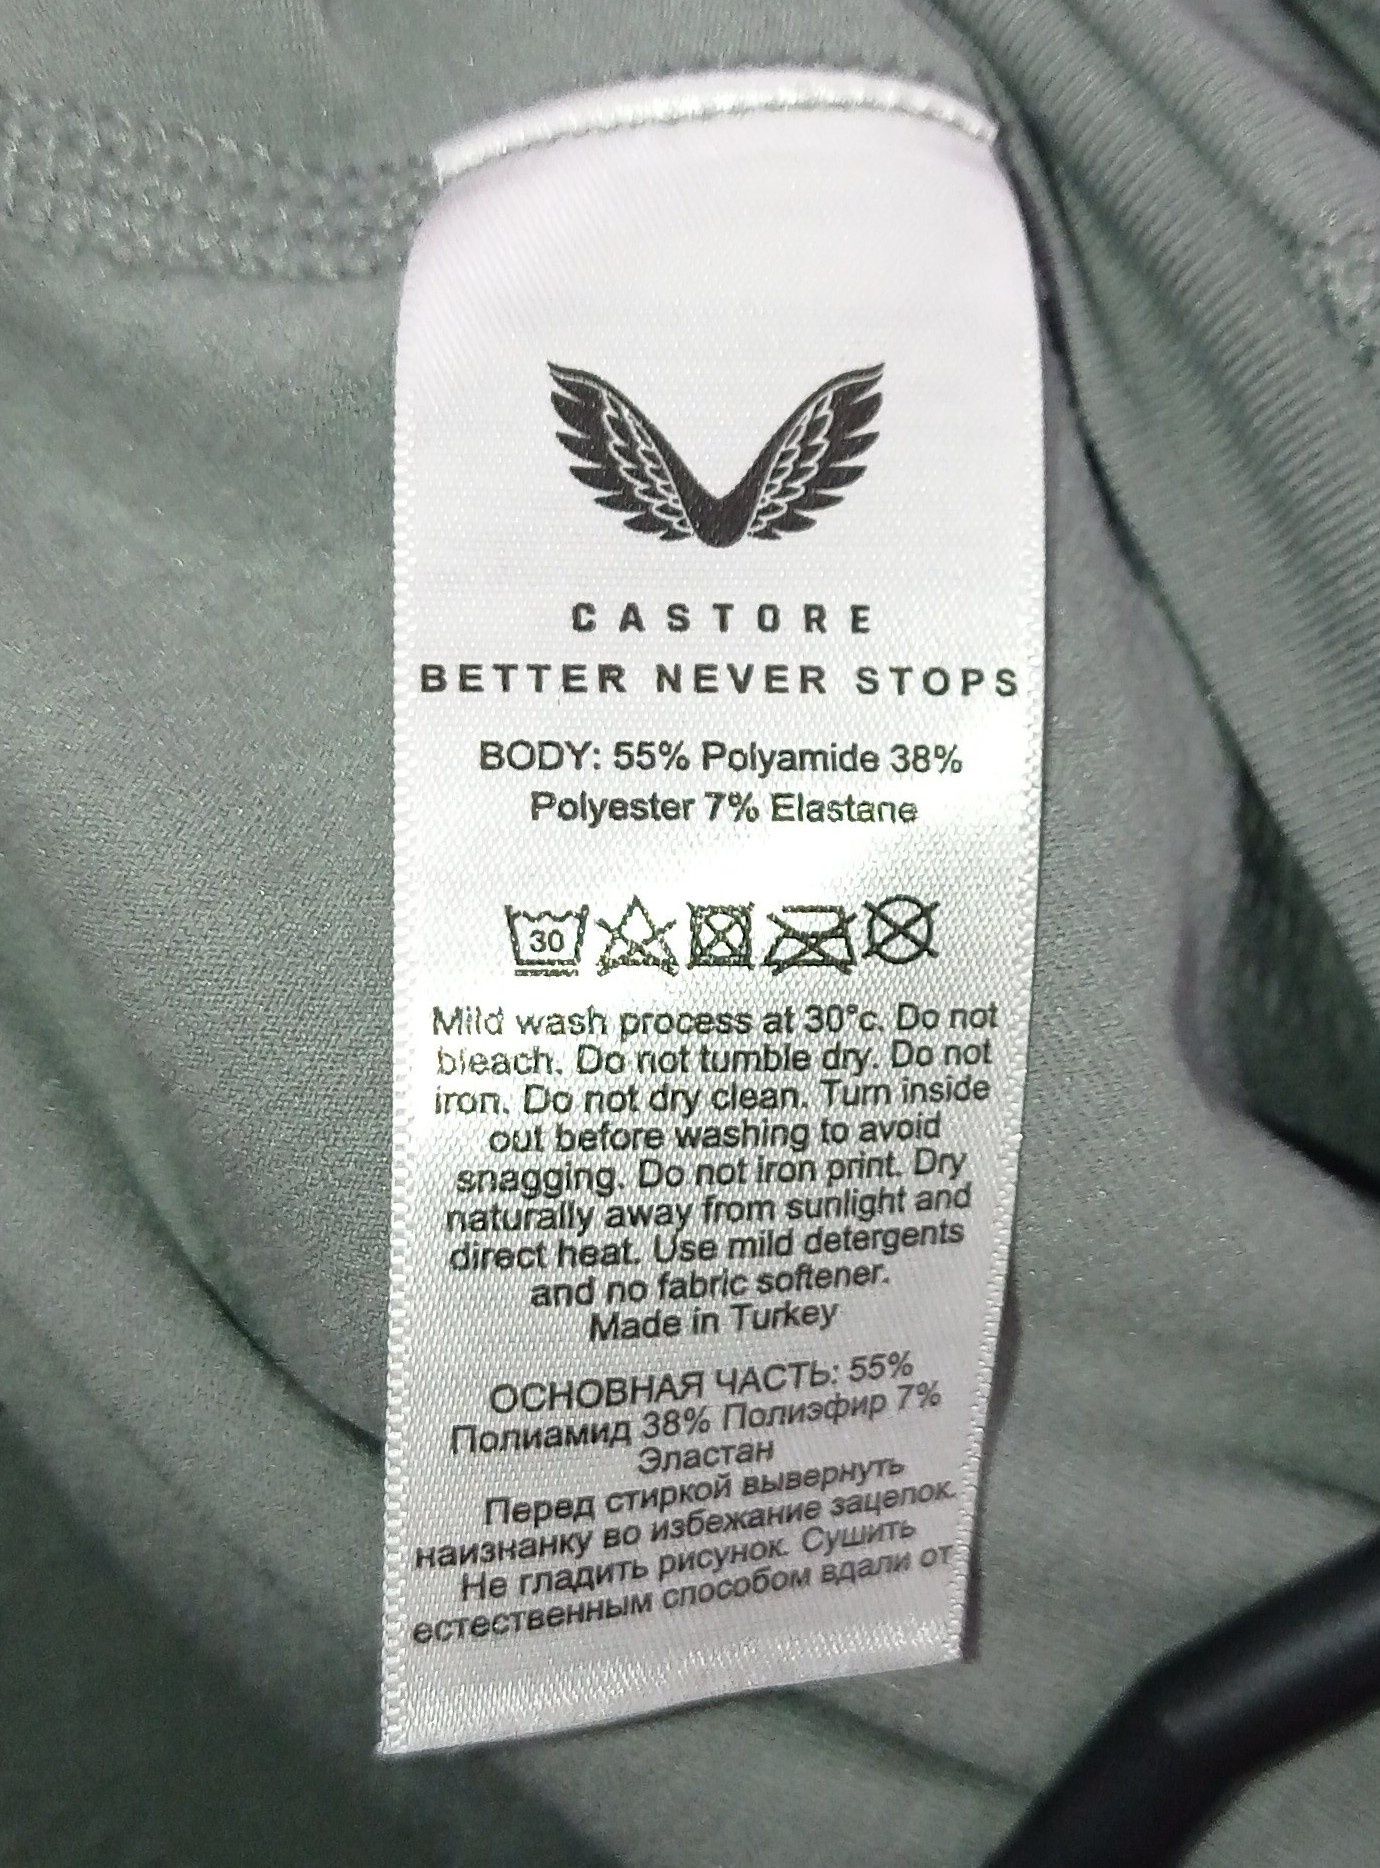 CASTORE
BETTER NEVER STOPS
BODY: 55% Polyamide 38%
Polyester 7% Elastane
30
Mild wash process at 30°c. Do not
bleach. Do not tumble dry. Do not
iron. Do not dry clean. Turn inside
out before washing to avoid
snagging. Do not iron print. Dry
naturally away from sunlight and
direct heat. Use mild detergents
and no fabric softener.
Made in Turkey
ОСНОВНАЯ ЧАСТЬ: 55%
Полиамид 38% Полиэфир 7%
Эластан
Перед стиркой вывернуть
наизнанку во избежание зацепок.
Не гладить рисунок. Сушить
естественным способом вдали от